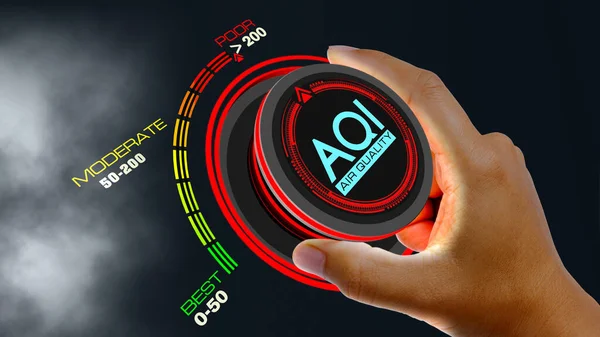 POOR
> 200
MODERATE
50-200
BEST
0-50
AQI
AIR QUALITY